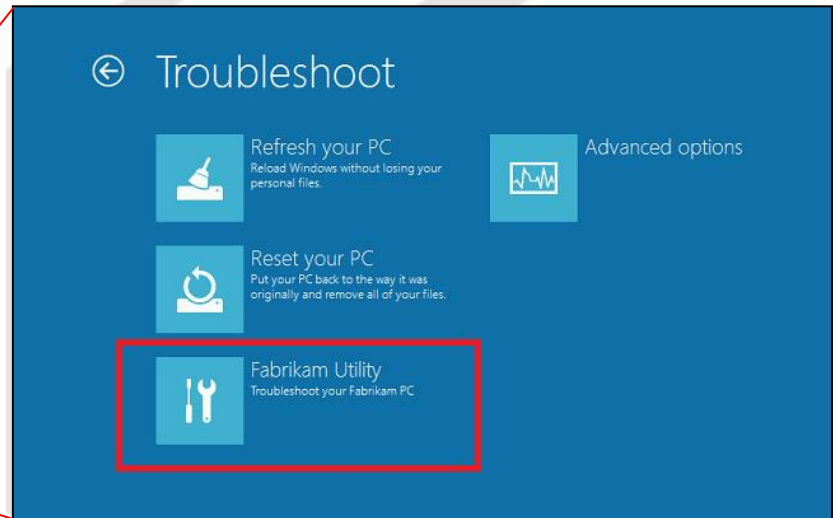 Troubleshoot
Refresh your PC
Reload Windows without losing your
personal files.
Reset your PC
Put your PC back to the way it was
originally and remove all of your files.
Fabrikam Utility
Troubleshoot your Fabrikam PC
Advanced options